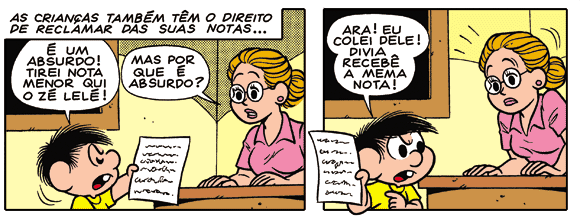 AS CRIANÇAS TAMBÉM TÊM O DIREITO
DE RECLAMAR DAS SUAS NOTAS...
É UM
ABSURDO!
TIREI NOTA
MENOR QUI
O ZÉ LELÉ!
MAS POR
QUE É
ABSURDO?
ARA! EU
COLEI DELE!
DIVIA
RECEBÊ
A MEMA
NOTA!